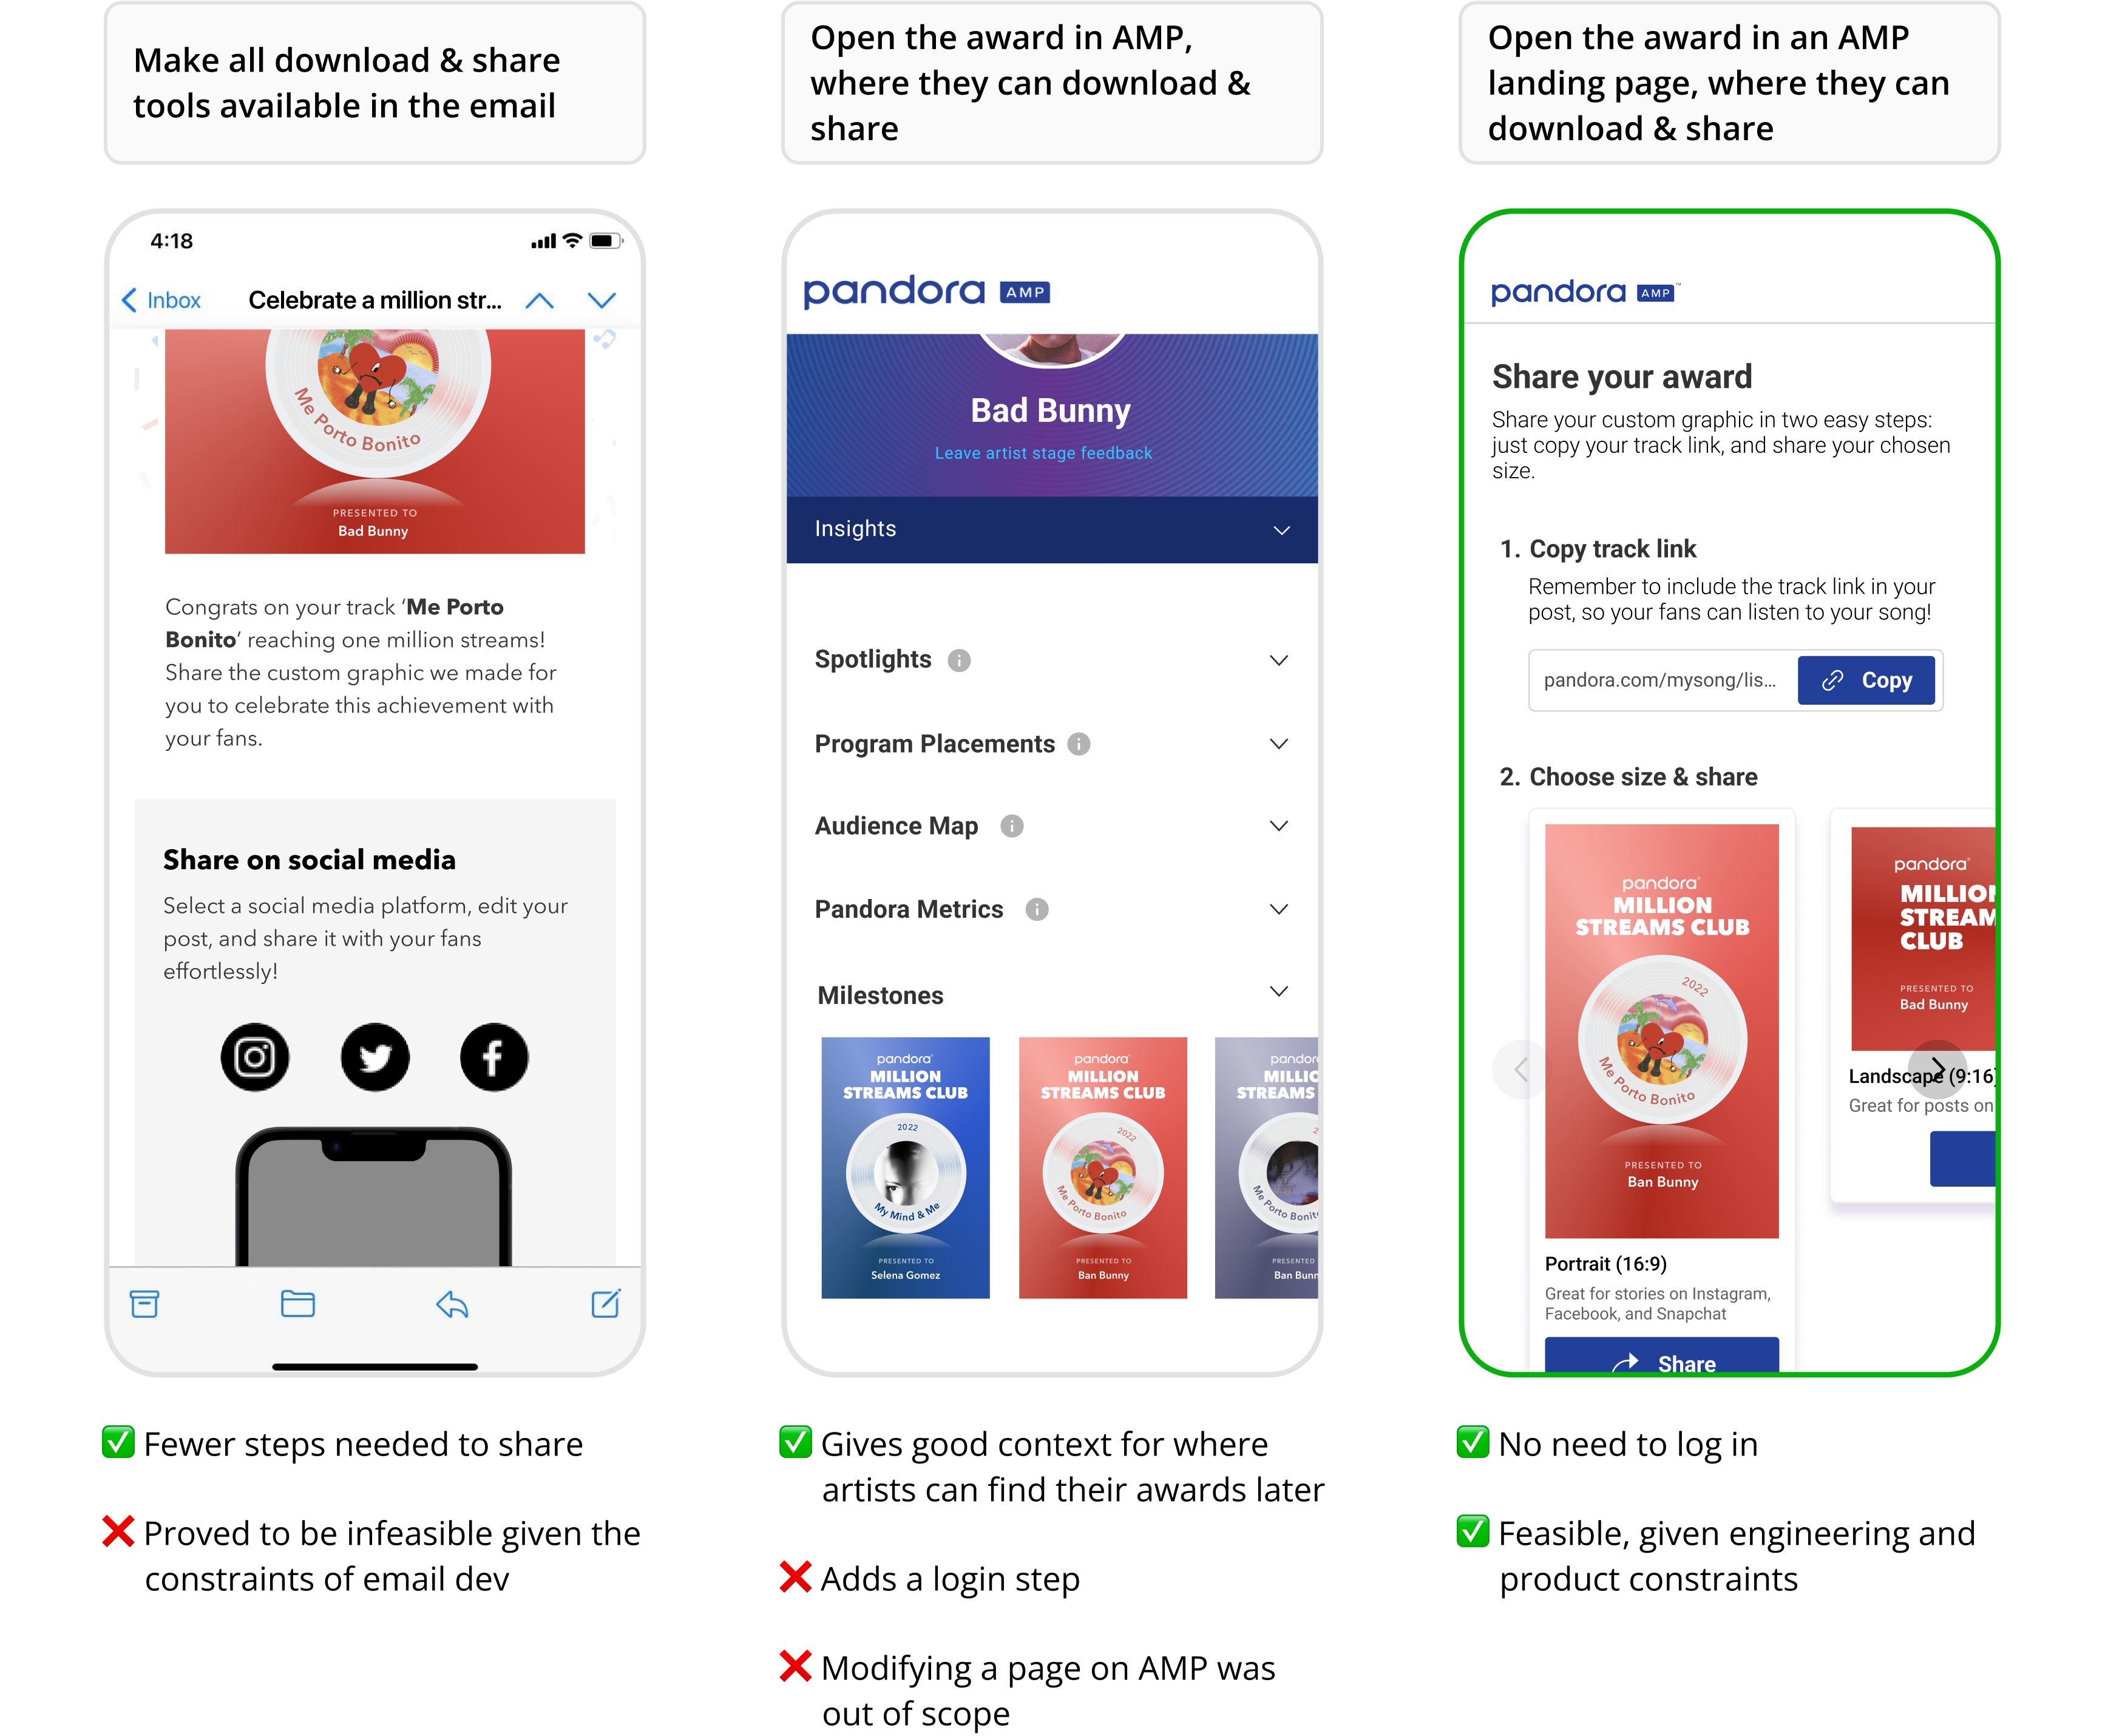 Make all download & share
tools available in the email
4:18
Inbox
Celebrate a million str...
Me Porto Bonito
PRESENTED TO
Bad Bunny
Congrats on your track ‘Me Porto
Bonito’ reaching one million streams!
Share the custom graphic we made for
you to celebrate this achievement with
your fans.
Share on social media
Select a social media platform, edit your
post, and share it with your fans
effortlessly!
✅ Fewer steps needed to share
❌ Proved to be infeasible given the
constraints of email dev
Open the award in AMP,
where they can download &
share
pandora AMP
Bad Bunny
Leave artist stage feedback
Insights
Spotlights
Program Placements
Audience Map
Pandora Metrics
Milestones
pandora
MILLION
STREAMS CLUB
2022
My Mind & Me
PRESENTED TO
Selena Gomez
pandora
MILLION
STREAMS CLUB
2022
Me Porto Bonito
PRESENTED TO
Ban Bunny
pandor
MILLIO
STREAMS
2
Me Porto Bonit
PRESENTED
Ban Bunn
✅ Gives good context for where
artists can find their awards later
❌ Adds a login step
❌ Modifying a page on AMP was
out of scope
Open the award in an AMP
landing page, where they can
download & share
pandora AMP™
Share your award
Share your custom graphic in two easy steps:
just copy your track link, and share your chosen
size.
1. Copy track link
Remember to include the track link in your
post, so your fans can listen to your song!
pandora.com/mysong/lis...
Copy
2. Choose size & share
pandora
MILLION
STREAMS CLUB
2022
Me Porto Bonito
PRESENTED TO
Ban Bunny
Portrait (16:9)
Great for stories on Instagram,
Facebook, and Snapchat
Share
pandora
MILLION
STREAM
CLUB
PRESENTED TO
Bad Bunny
Landscape (9:16)
Great for posts on
✅ No need to log in
✅ Feasible, given engineering and
product constraints